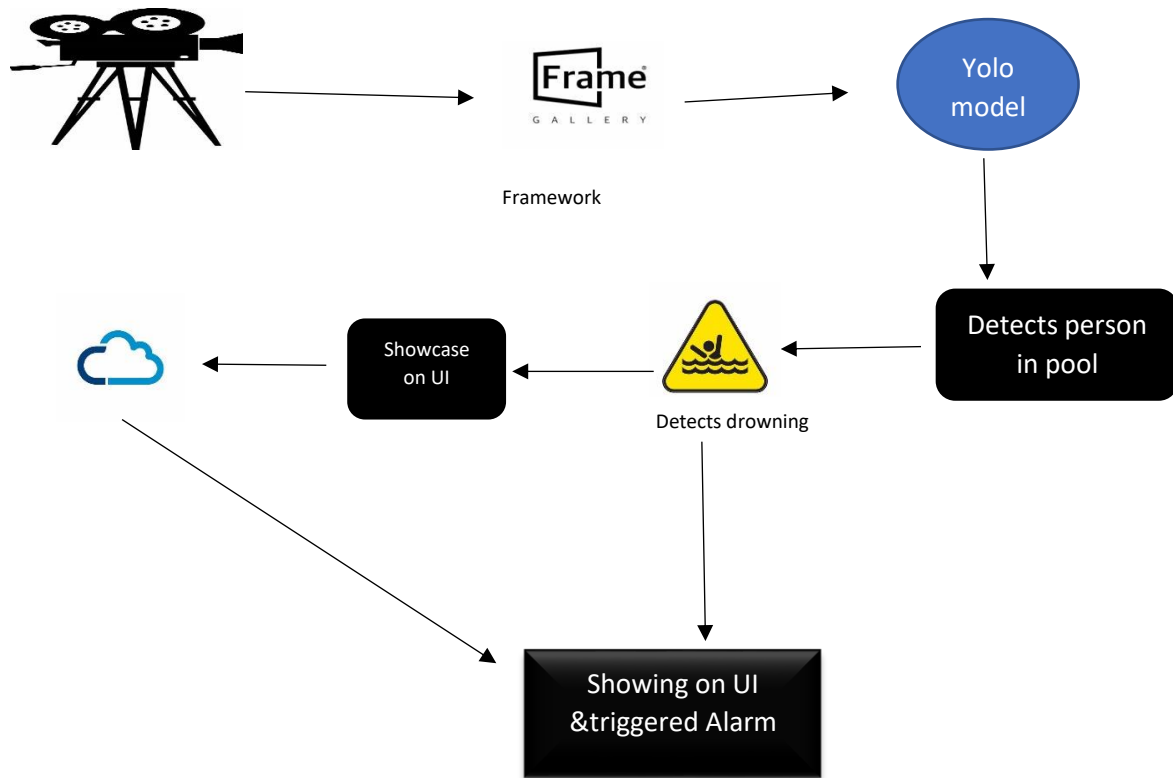 Frame
GALLERY
Yolo
model
Framework
Detects person
in pool
Showcase
on UI
Detects drowning
Showing on UI
&triggered Alarm